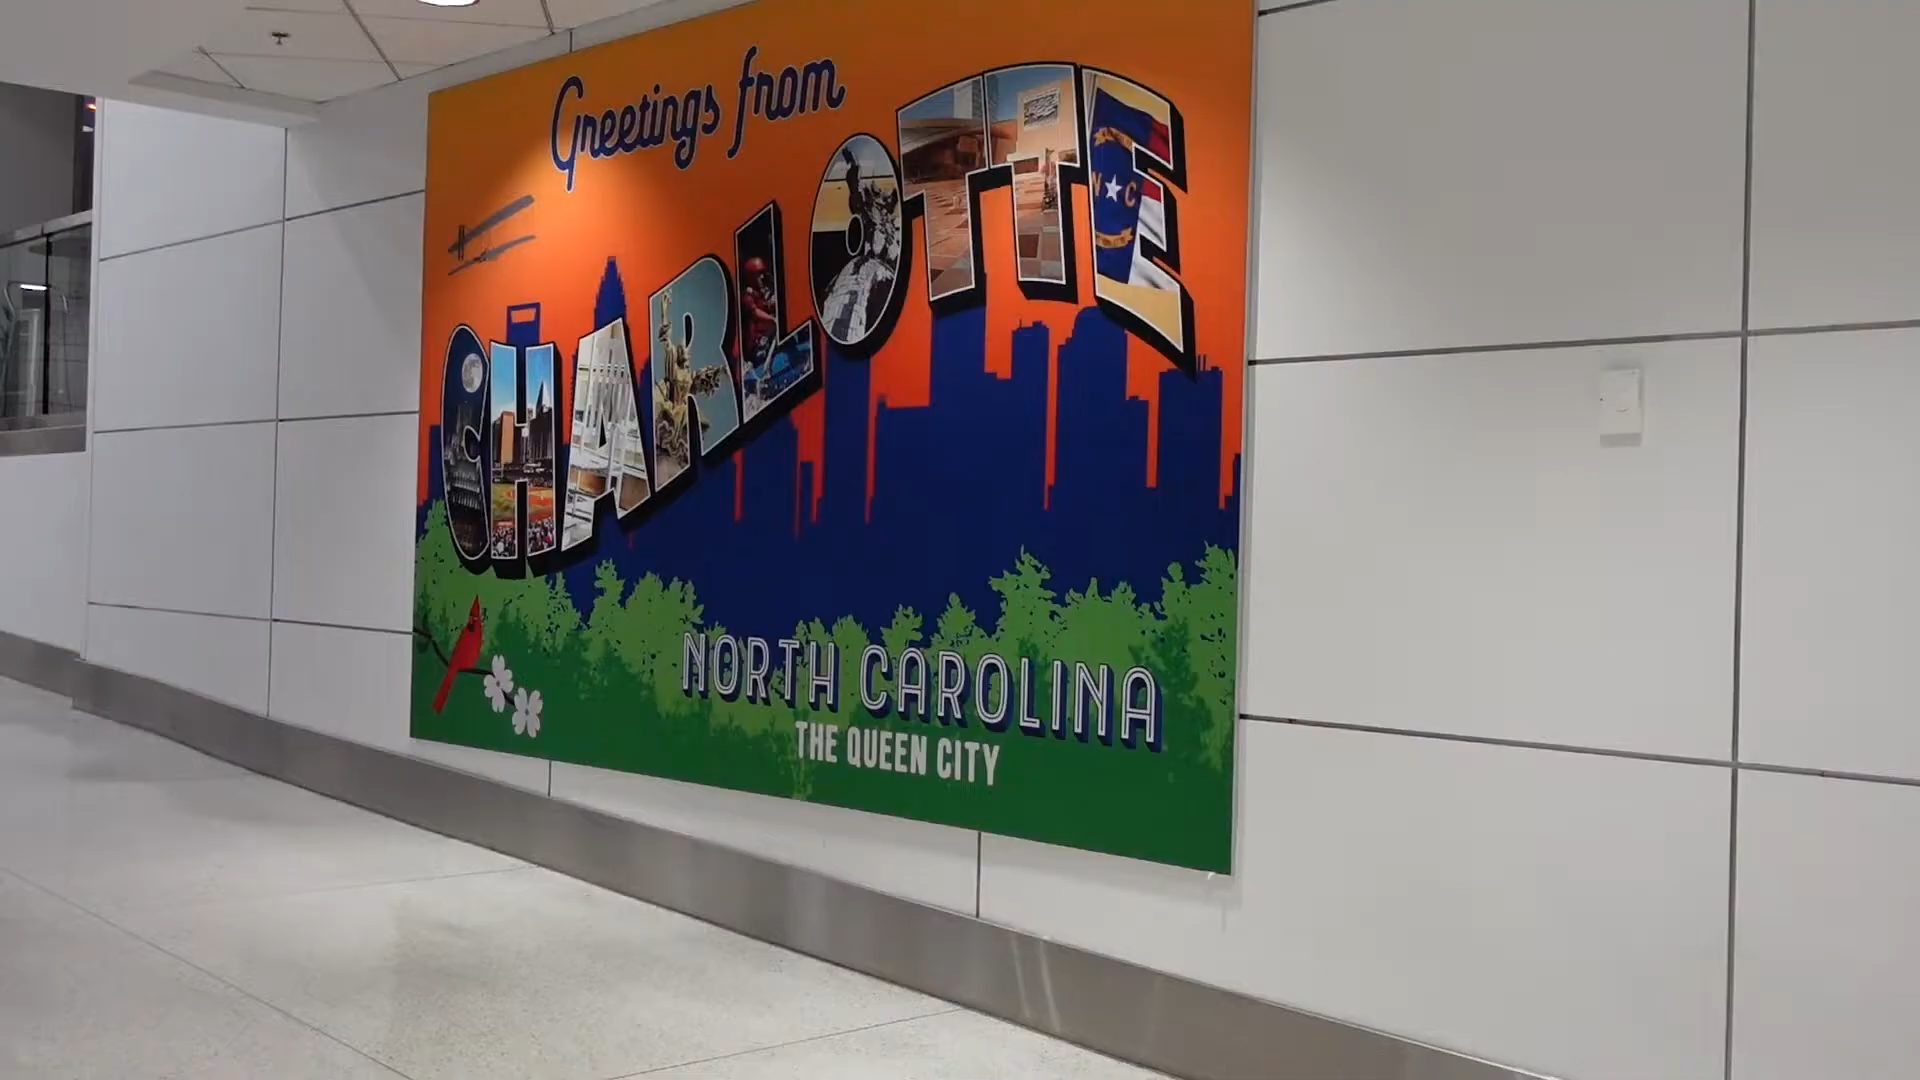 Greetings from
CHARLOTTE
N★C
NORTH CAROLINA
THE QUEEN CITY